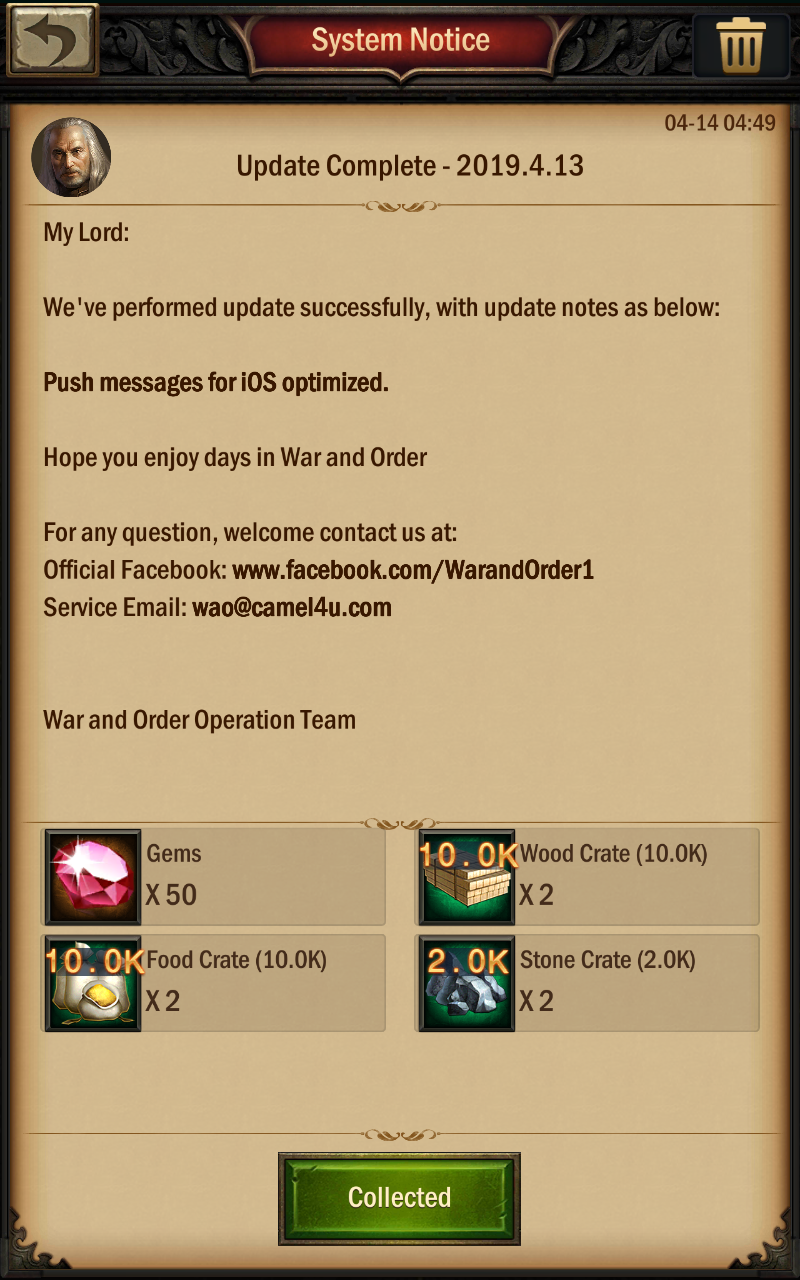 System Notice
04-14 04:49
Update Complete - 2019.4.13
My Lord:
We've performed update successfully, with update notes as below:
Push messages for iOS optimized.
Hope you enjoy days in War and Order
For any question, welcome contact us at:
Official Facebook: www.facebook.com/WarandOrder1
Service Email: wao@camel4u.com
War and Order Operation Team
Gems
X 50
10.0K
Wood Crate (10.0K)
X 2
10.0K
Food Crate (10.0K)
X 2
2.0K
Stone Crate (2.0K)
X 2
Collected